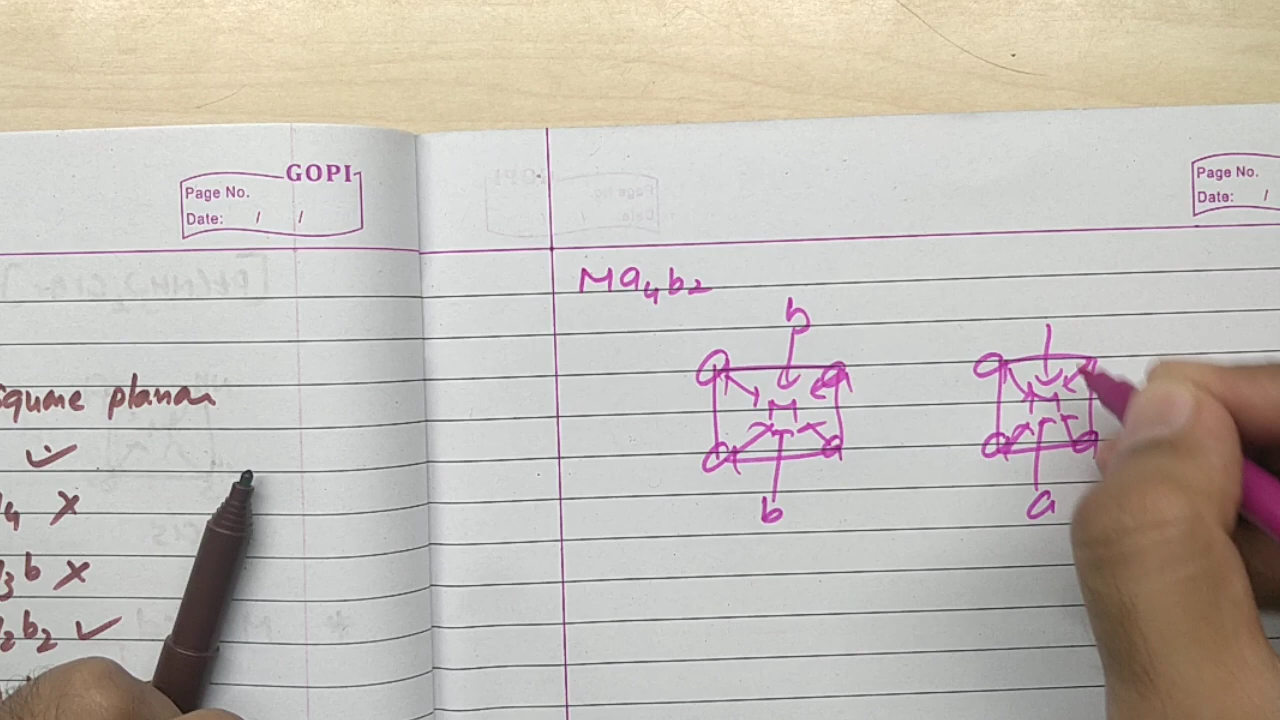 GOPI
Page No.
Date: / /
square planar
4 ×
3b ×
2b2 ✓
Page No.
Date: /
Ma4b2
b
a a
M
a a
b
a
M
a a
a